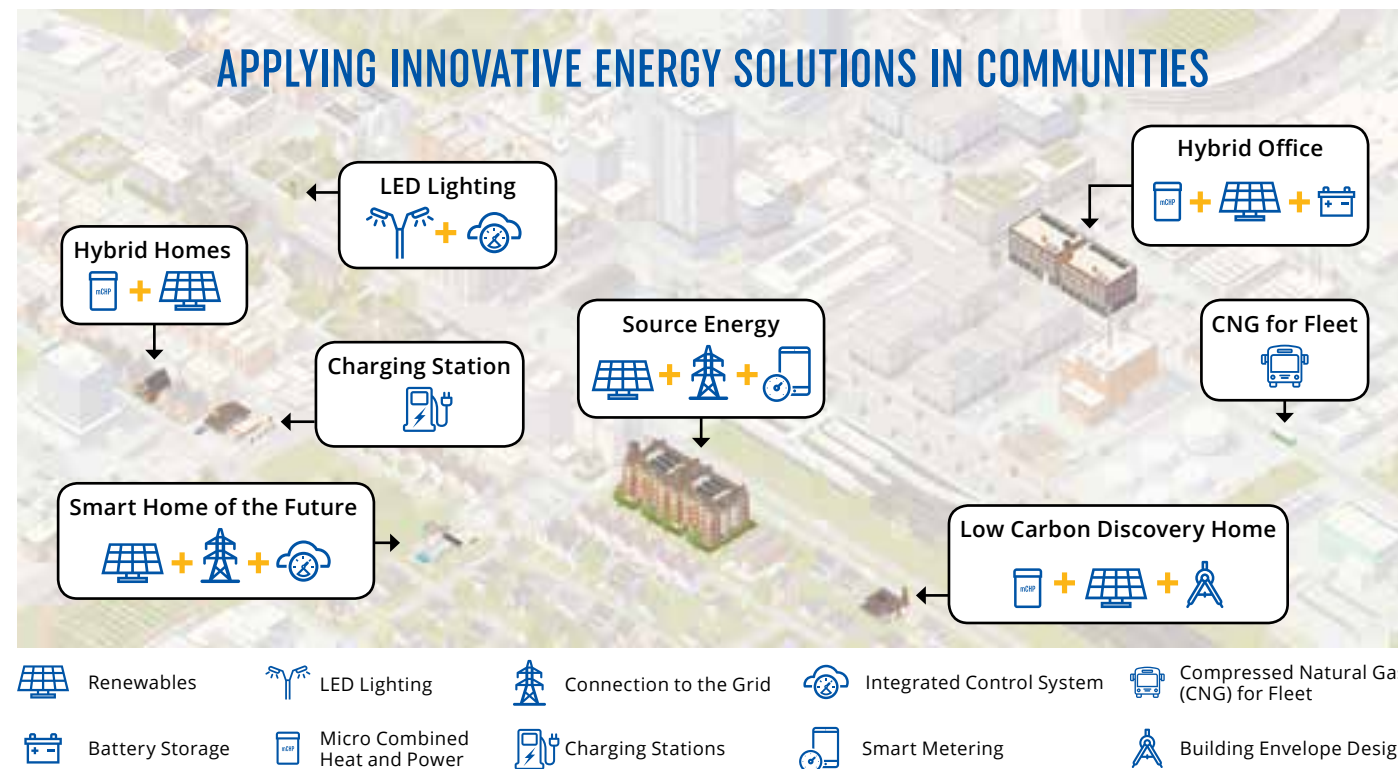 APPLYING INNOVATIVE ENERGY SOLUTIONS IN COMMUNITIES
Hybrid Office
LED Lighting
mCHP
Hybrid Homes
mCHP
Source Energy
CNG for Fleet
Charging Station
Smart Home of the Future
Low Carbon Discovery Home
mCHP
Renewables
LED Lighting
Connection to the Grid
Integrated Control System
Compressed Natural Ga
(CNG) for Fleet
Battery Storage
mCHP
Micro Combined
Heat and Power
Charging Stations
Smart Metering
Building Envelope Desig